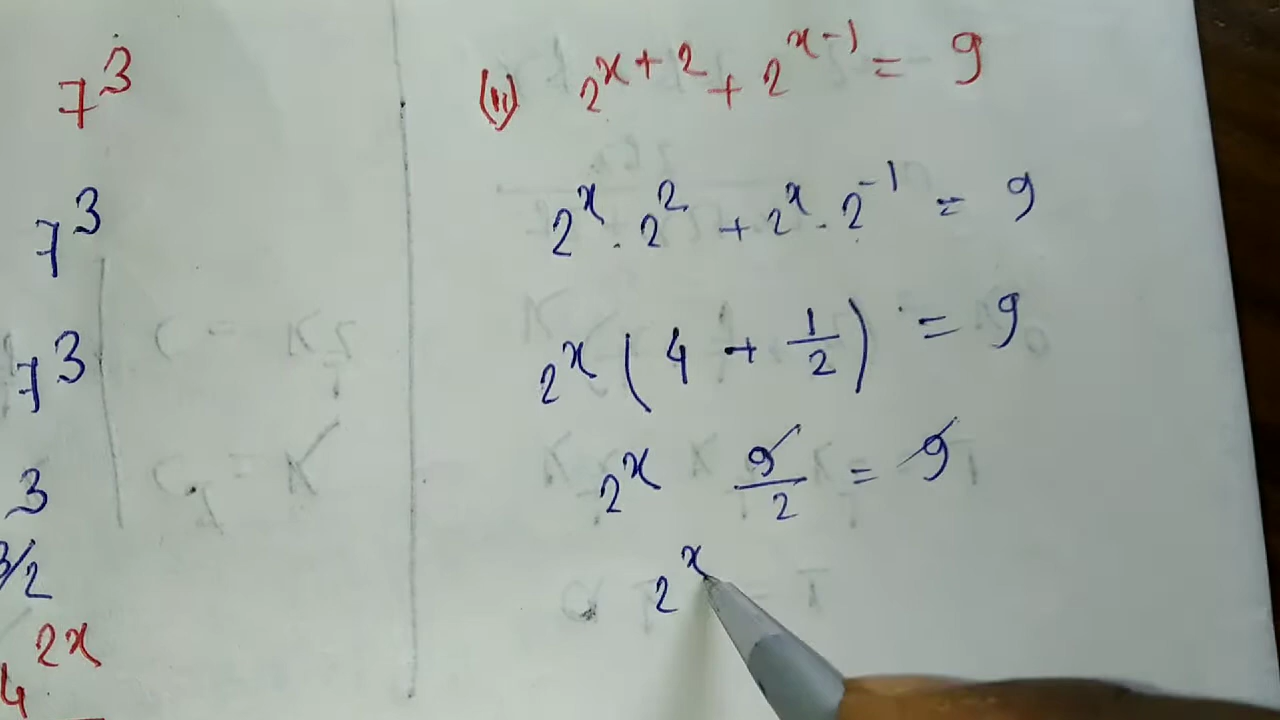 7^3
7^3
7^3
3
3/2
4^{2x}
(ii) 2^{x+2} + 2^{x-1} = 9
2^x . 2^2 + 2^x . 2^{-1} = 9
2^x ( 4 + 1/2 ) = 9
2^x 9/2 = 9
2^x